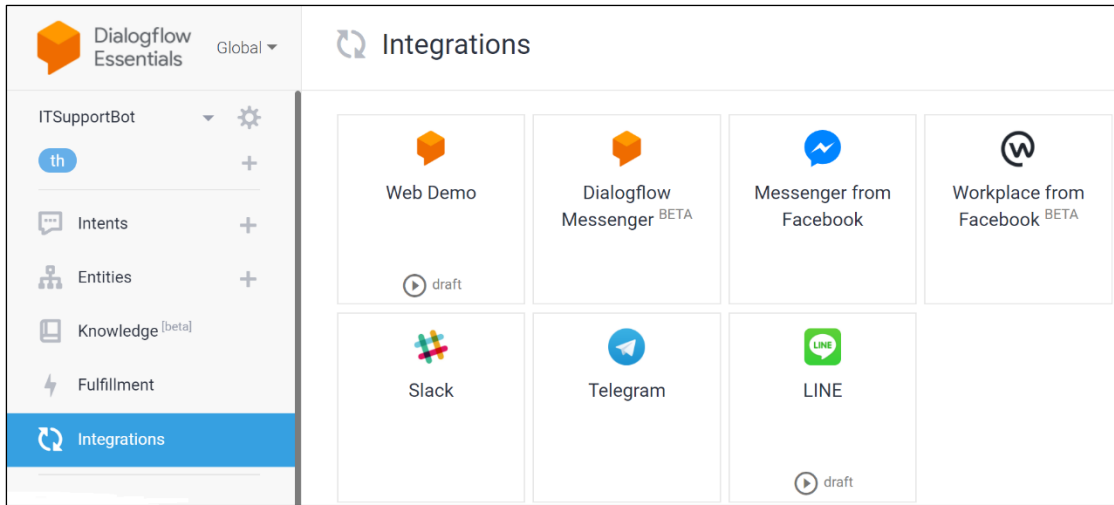 Dialogflow
Essentials
Global
ITSupportBot
th
Intents
Entities
Knowledge [beta]
Fulfillment
Integrations
Integrations
Web Demo
draft
Dialogflow
Messenger BETA
Messenger from
Facebook
Workplace from
Facebook BETA
Slack
Telegram
LINE
LINE
draft